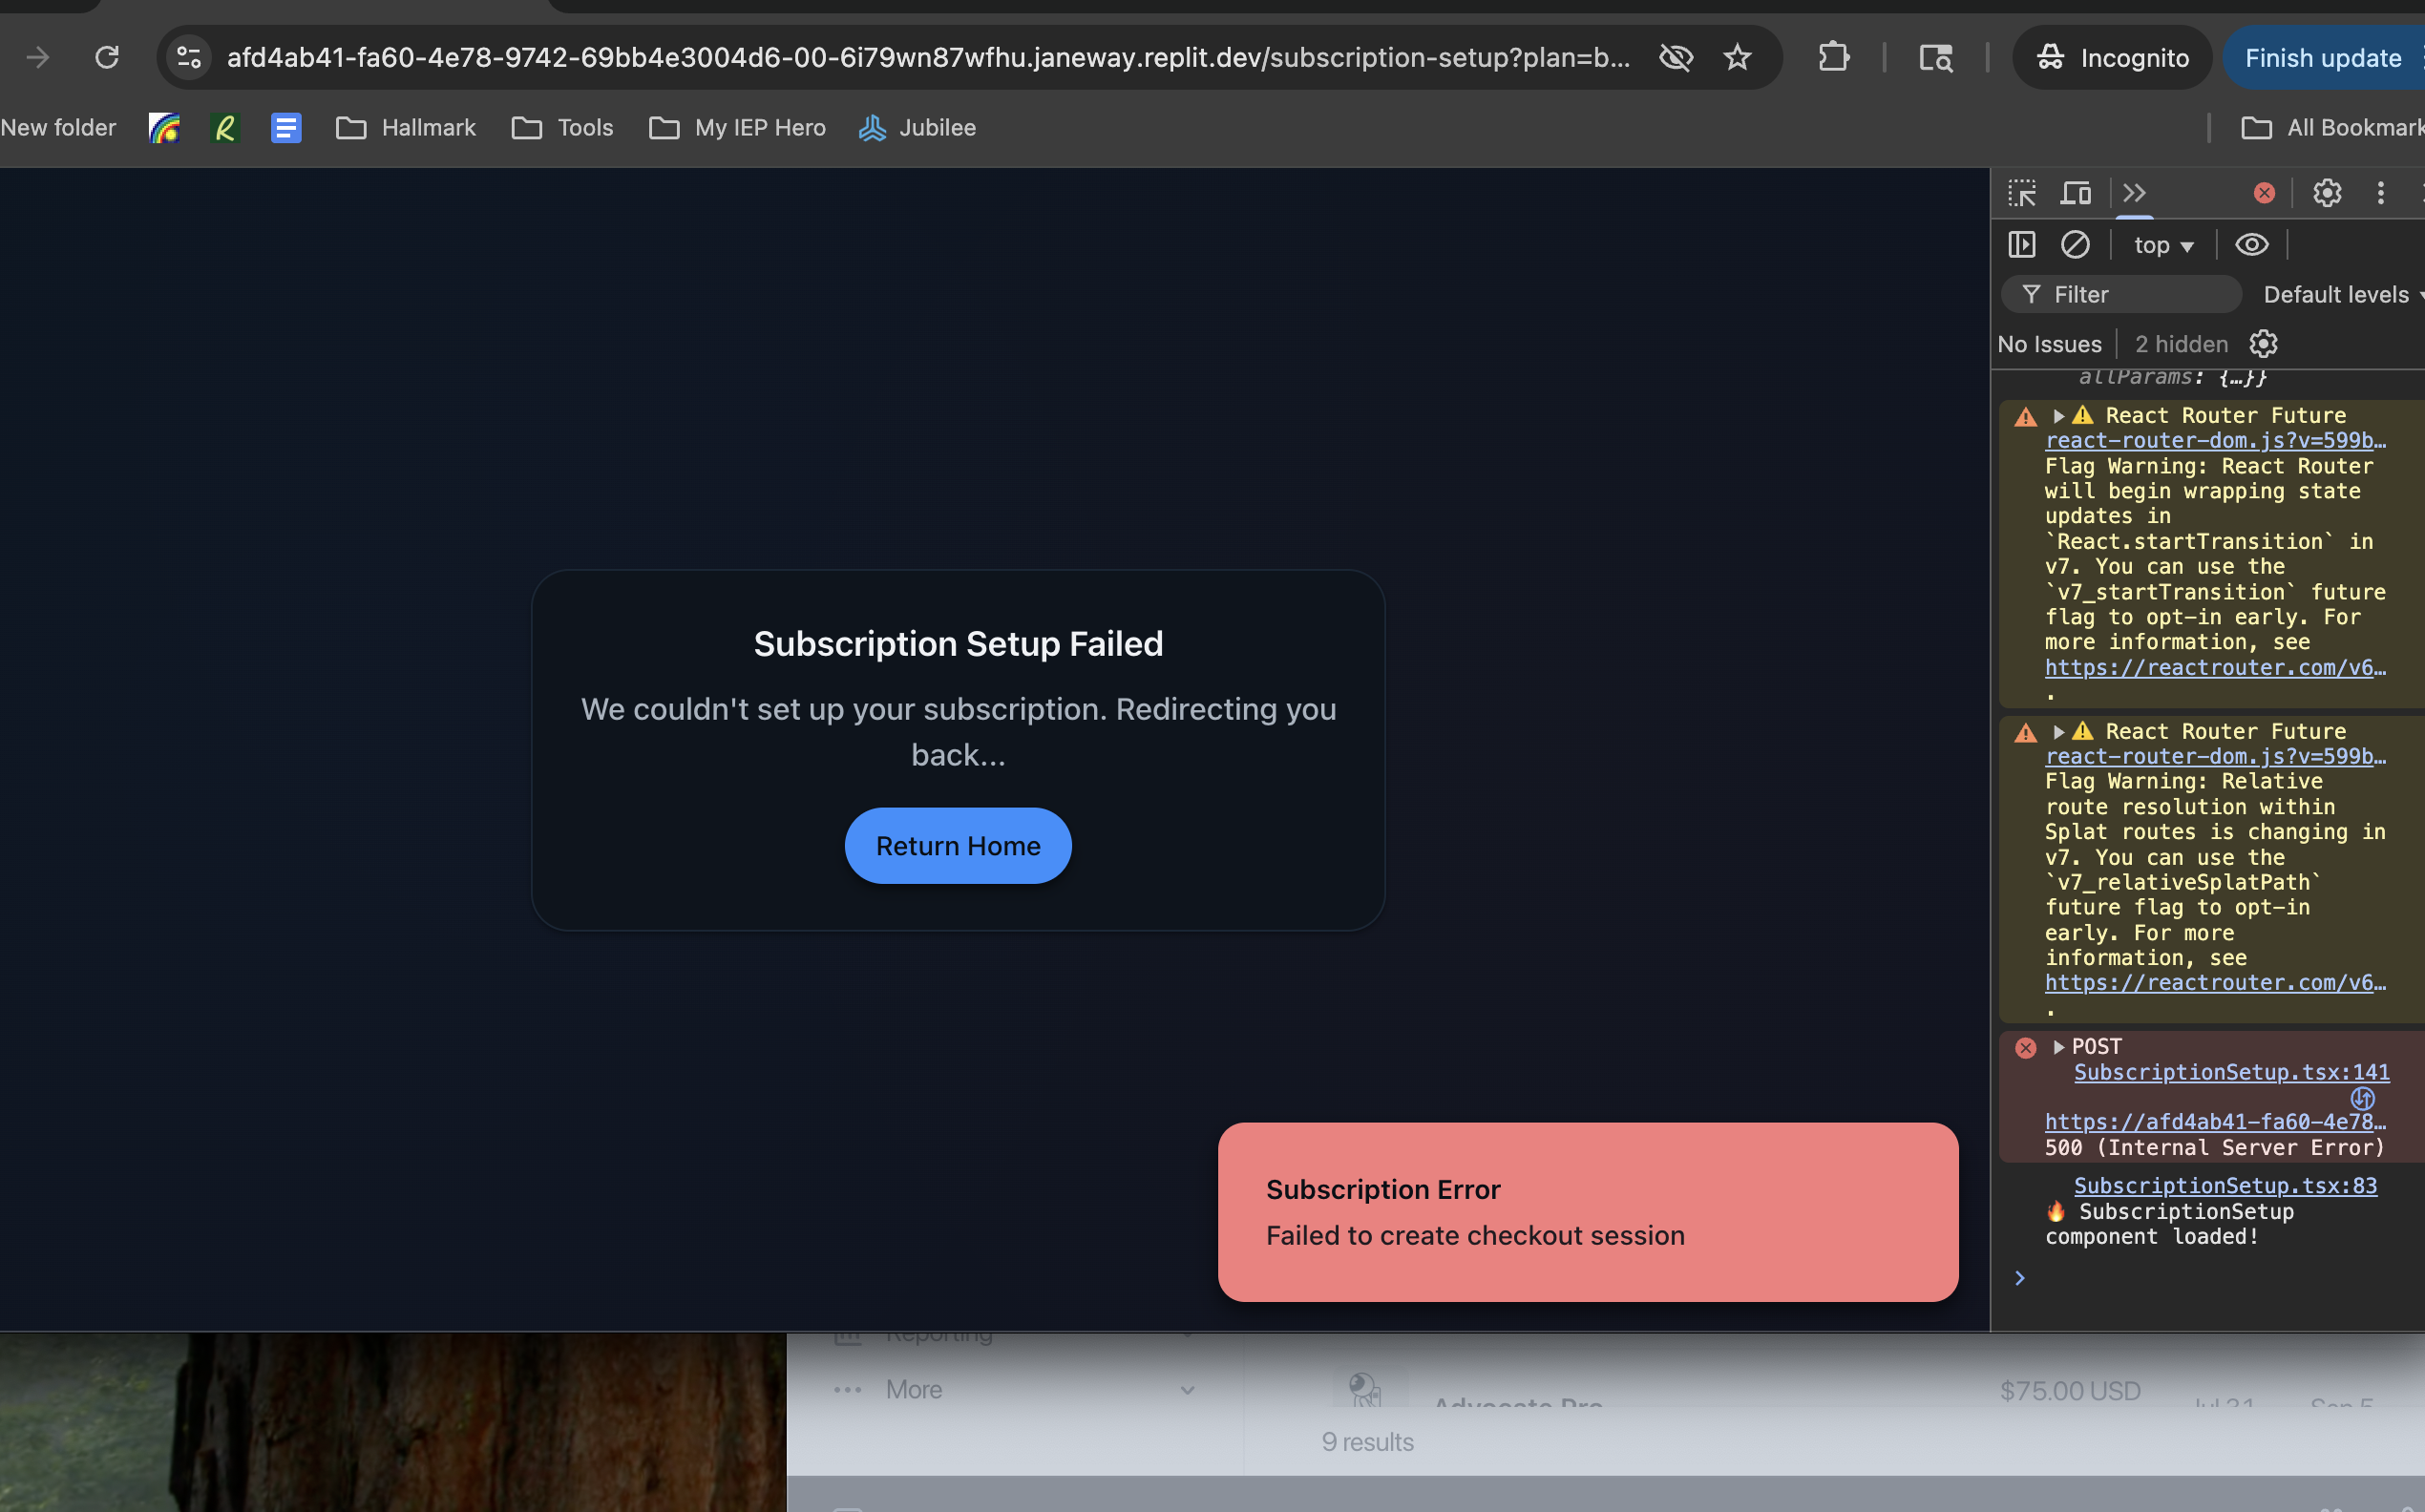 afd4ab41-fa60-4e78-9742-69bb4e3004d6-00-6i79wn87wfhu.janeway.replit.dev/subscription-setup?plan=b...
Incognito
Finish update
New folder
R
Hallmark
Tools
My IEP Hero
Jubilee
All Bookmark
top
Filter
Default levels
No Issues
2 hidden
allParams: {…}}
React Router Future
react-router-dom.js?v=599b…
Flag Warning: React Router
will begin wrapping state
updates in
`React.startTransition` in
v7. You can use the
`v7_startTransition` future
flag to opt-in early. For
more information, see
https://reactrouter.com/v6…
.
React Router Future
react-router-dom.js?v=599b…
Flag Warning: Relative
route resolution within
Splat routes is changing in
v7. You can use the
`v7_relativeSplatPath`
future flag to opt-in
early. For more
information, see
https://reactrouter.com/v6…
.
POST
SubscriptionSetup.tsx:141
https://afd4ab41-fa60-4e78…
500 (Internal Server Error)
SubscriptionSetup.tsx:83
🔥 SubscriptionSetup
component loaded!
Subscription Setup Failed
We couldn't set up your subscription. Redirecting you
back...
Return Home
Subscription Error
Failed to create checkout session
Reporting
More
Advocate Pro
$75.00 USD
Jul 31
Sep 5
9 results